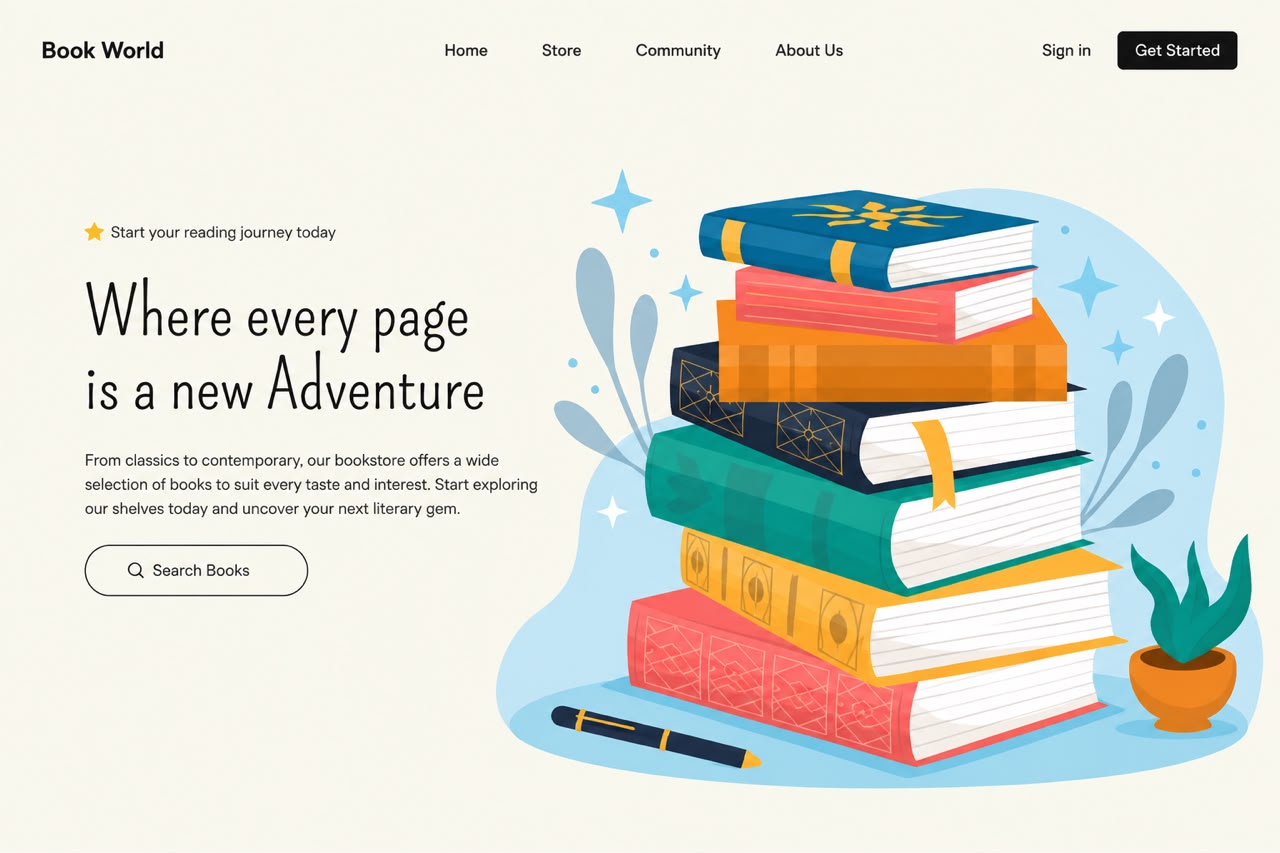 Book World
Home
Store
Community
About Us
Sign in
Get Started
Start your reading journey today
Where every page
is a new Adventure
From classics to contemporary, our bookstore offers a wide
selection of books to suit every taste and interest. Start exploring
our shelves today and uncover your next literary gem.
Search Books